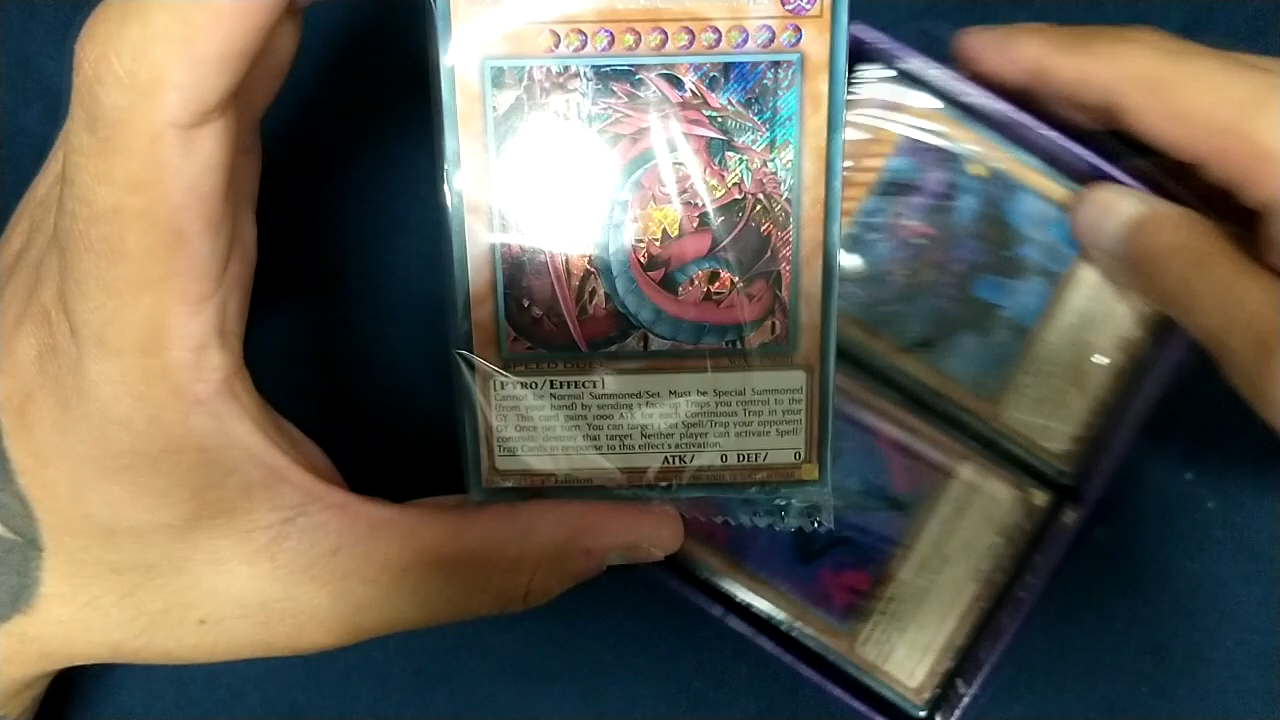 SPEED DUEL
[PYRO/EFFECT]
Cannot be Normal Summoned/Set. Must be Special Summoned
(from your hand) by sending 3 face-up Traps you control to the
GY. This card gains 1000 ATK for each Continuous Trap in your
GY. Once per turn: You can target 1 Set Spell/Trap your opponent
controls; destroy that target. Neither player can activate Spell/
Trap Cards in response to this effect's activation.
ATK/ 0 DEF/ 0
1st Edition